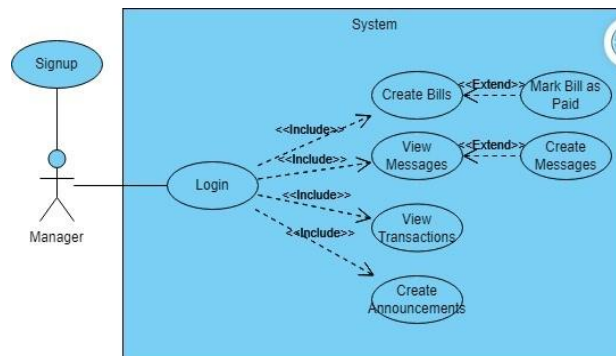 System
Signup
Create Bills
<<Extend>>
Mark Bill as
Paid
<<Include>>
View
Messages
<<Extend>>
Create
Messages
<<Include>>
Login
Manager
<<Include>>
View
Transactions
<<Include>>
Create
Announcements